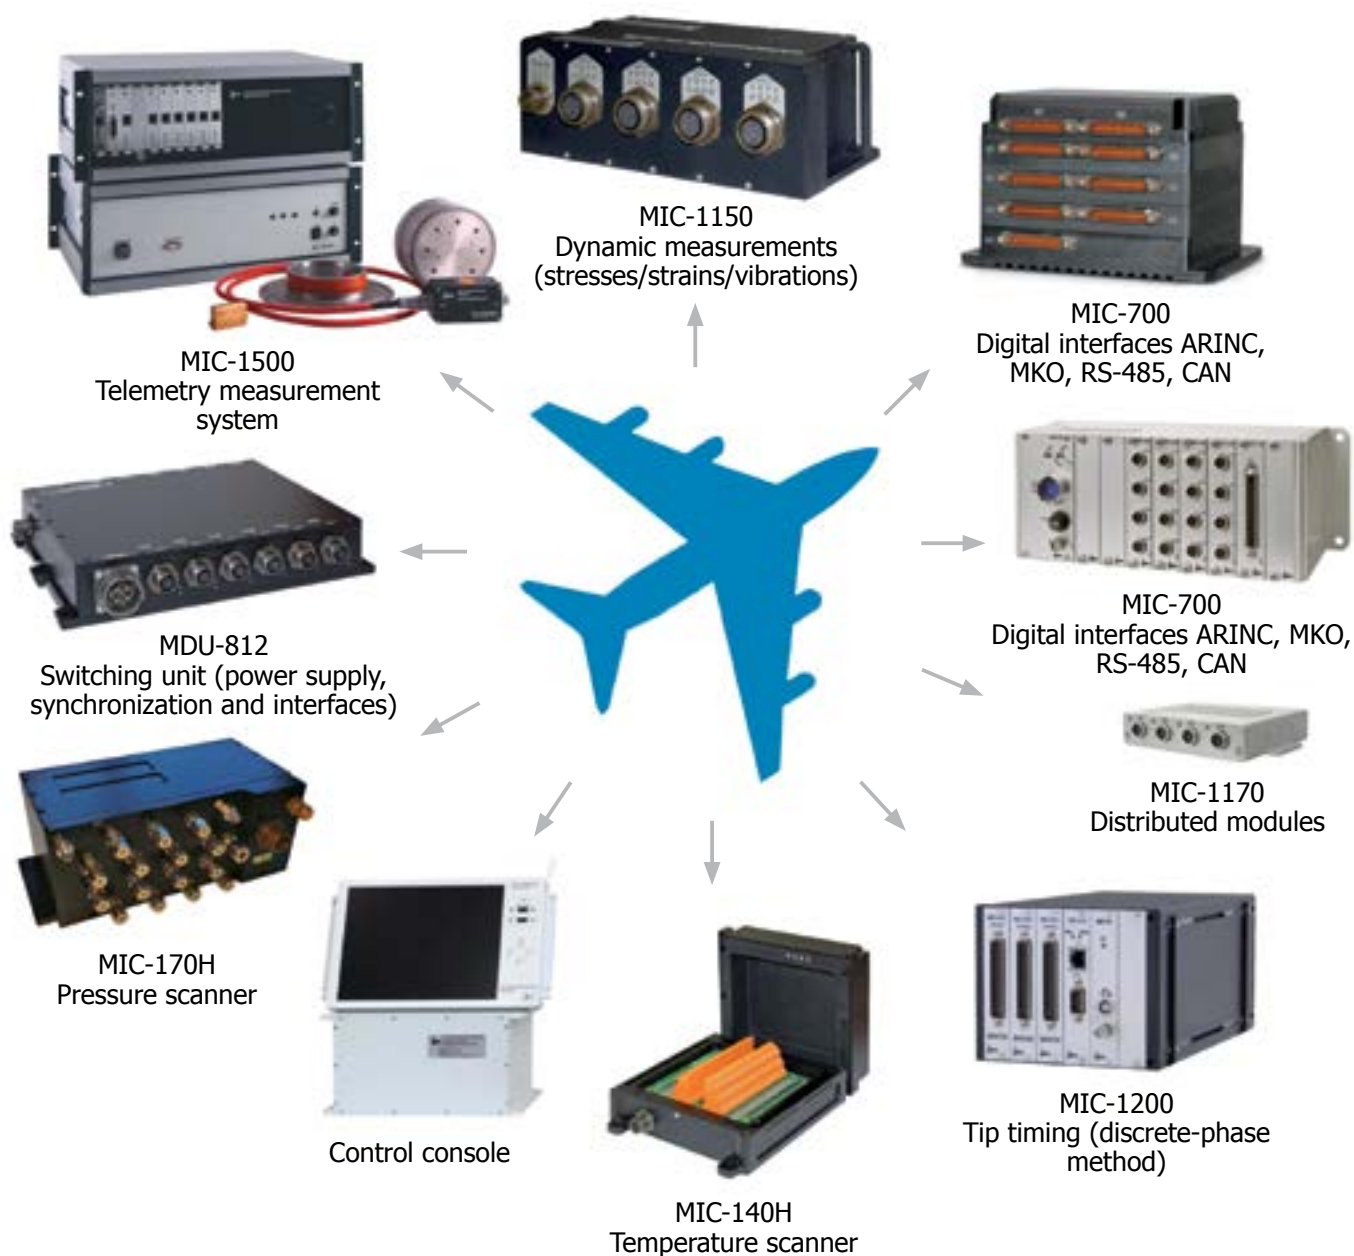 MIC-1150
Dynamic measurements
(stresses/strains/vibrations)
MIC-700
Digital interfaces ARINC,
MKO, RS-485, CAN
MIC-1500
Telemetry measurement
system
MIC-700
Digital interfaces ARINC, MKO,
RS-485, CAN
MDU-812
Switching unit (power supply,
synchronization and interfaces)
MIC-1170
Distributed modules
MIC-170H
Pressure scanner
MIC-1200
Tip timing (discrete-phase
method)
Control console
MIC-140H
Temperature scanner